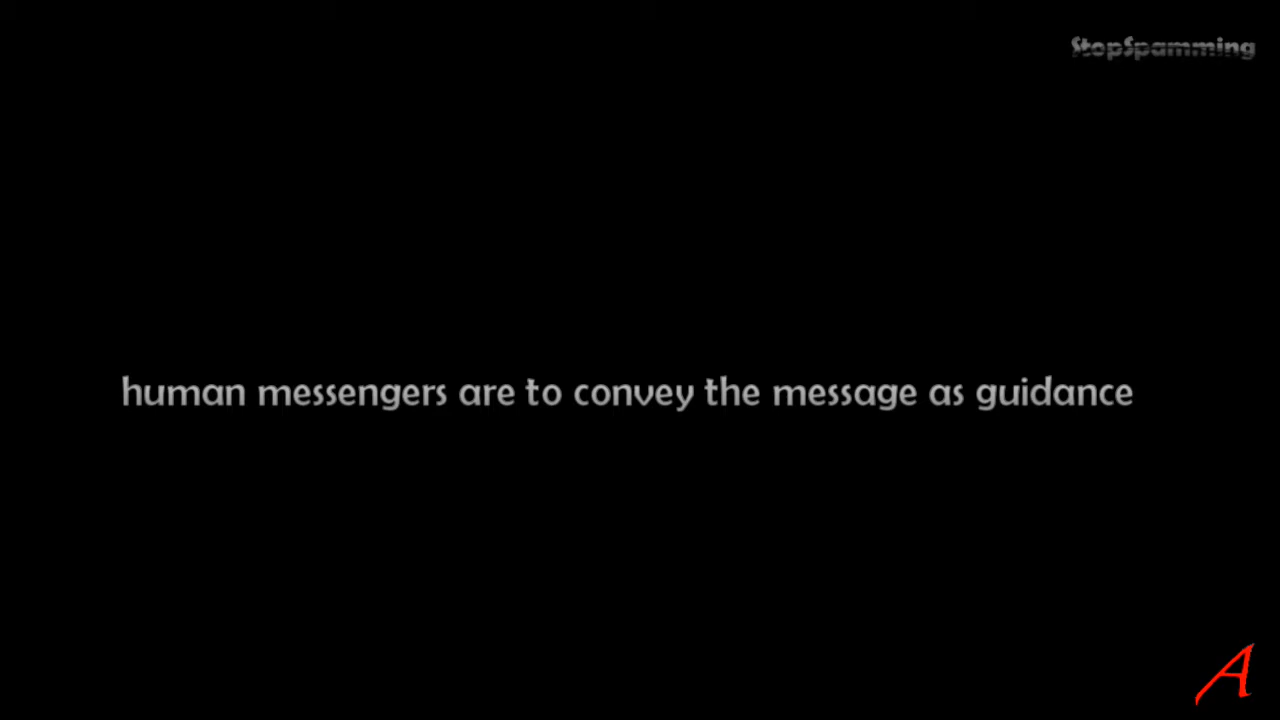 StopSpamming
human messengers are to convey the message as guidance
A